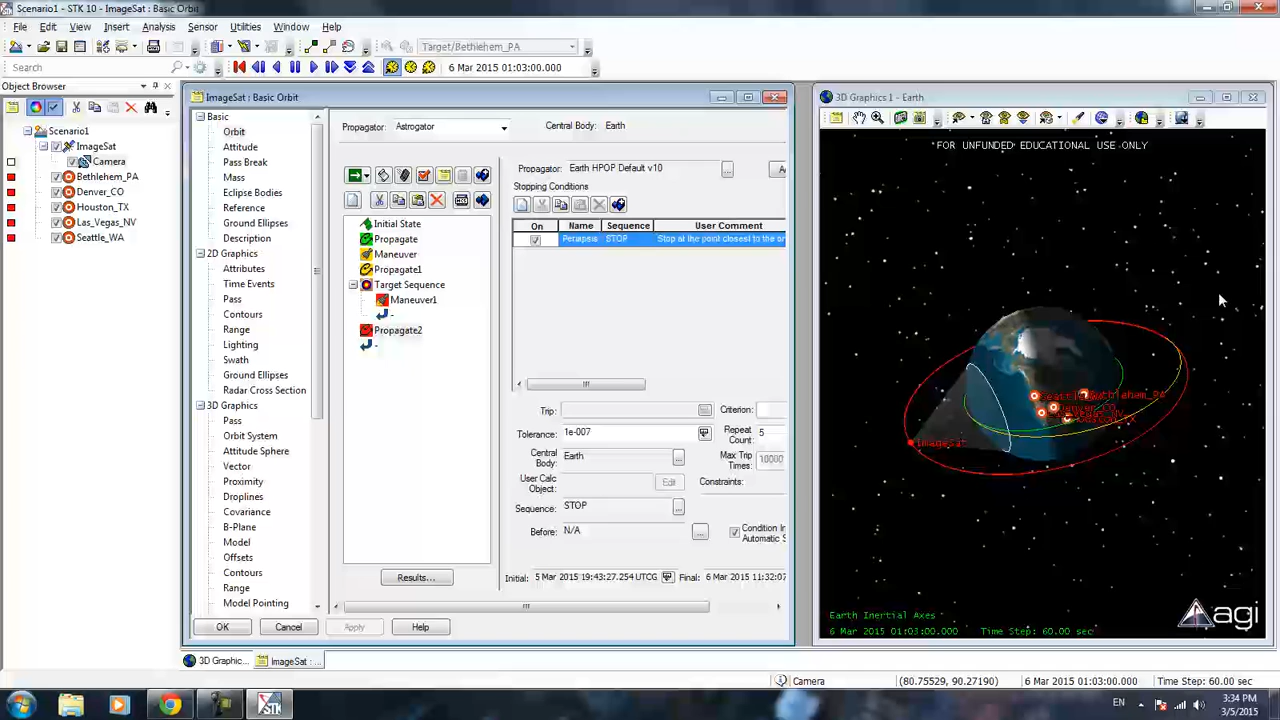 Scenario1 - STK 10 - ImageSat : Basic Orbit
File Edit View Insert Analysis Sensor Utilities Window Help
Target/Bethlehem_PA
Search
6 Mar 2015 01:03:00.000
Object Browser
Scenario1
ImageSat
Camera
Bethlehem_PA
Denver_CO
Houston_TX
Las_Vegas_NV
Seattle_WA
ImageSat : Basic Orbit
Basic
Orbit
Attitude
Pass Break
Mass
Eclipse Bodies
Reference
Ground Ellipses
Description
2D Graphics
Attributes
Time Events
Pass
Contours
Range
Lighting
Swath
Ground Ellipses
Radar Cross Section
3D Graphics
Pass
Orbit System
Attitude Sphere
Vector
Proximity
Droplines
Covariance
B-Plane
Model
Offsets
Contours
Range
Model Pointing
Propagator: Astrogator Central Body: Earth
Initial State
Propagate
Maneuver
Propagate1
Target Sequence
Maneuver1
-
Propagate2
-
Results...
Propagator: Earth HPOP Default v10 ...
Stopping Conditions
On Name Sequence User Comment
Periapsis STOP Stop at the point closest to the
Trip: Criterion:
Tolerance: 1e-007 Repeat Count: 5
Central Body: Earth ... Max Trip Times: 10000
User Calc Object: Edit Constraints:
Sequence: STOP ...
Before: N/A ... Condition In
Automatic S
Initial: 5 Mar 2015 19:43:27.254 UTCG Final: 6 Mar 2015 11:32:07
OK Cancel Apply Help
3D Graphics 1 - Earth
*FOR UNFUNDED EDUCATIONAL USE ONLY
Bethlehem_PA
ImageSat
Earth Inertial Axes
6 Mar 2015 01:03:00.000 Time Step: 60.00 sec
agi
3D Graphic... ImageSat : ...
Camera (80.75529, 90.27190) 6 Mar 2015 01:03:00.000 Time Step: 60.00 sec
STK
EN
3:34 PM
3/5/2015